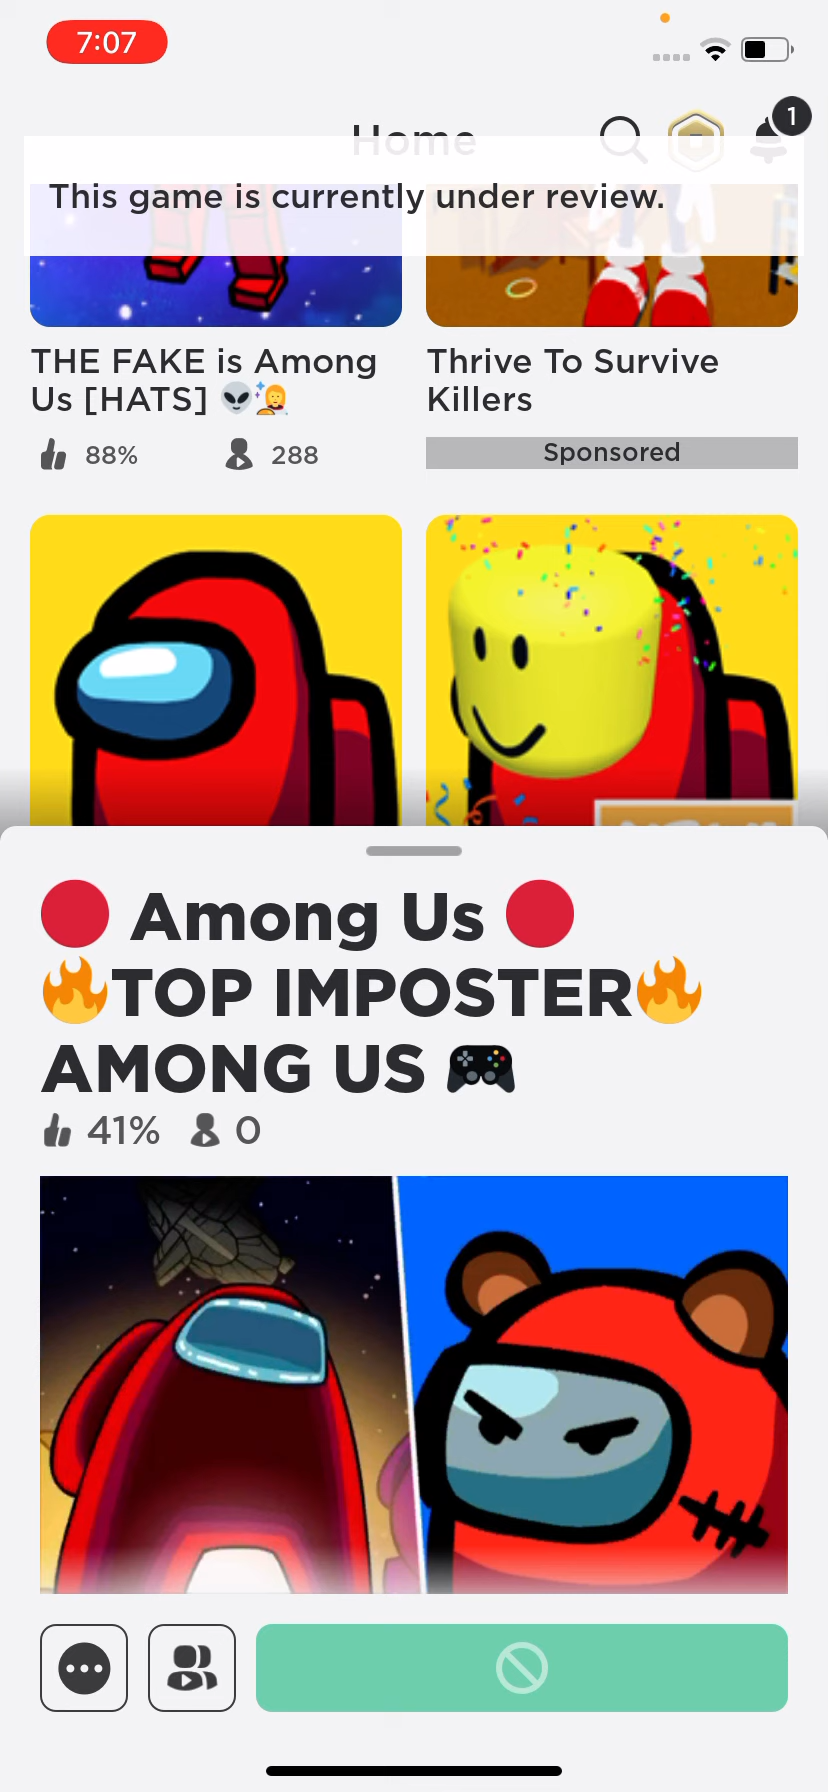 7:07
Home
1
This game is currently under review.
THE FAKE is Among
Us [HATS] 👽🧝
88%
288
Thrive To Survive
Killers
Sponsored
🔴 Among Us 🔴
🔥TOP IMPOSTER🔥
AMONG US 🎮
41%
0